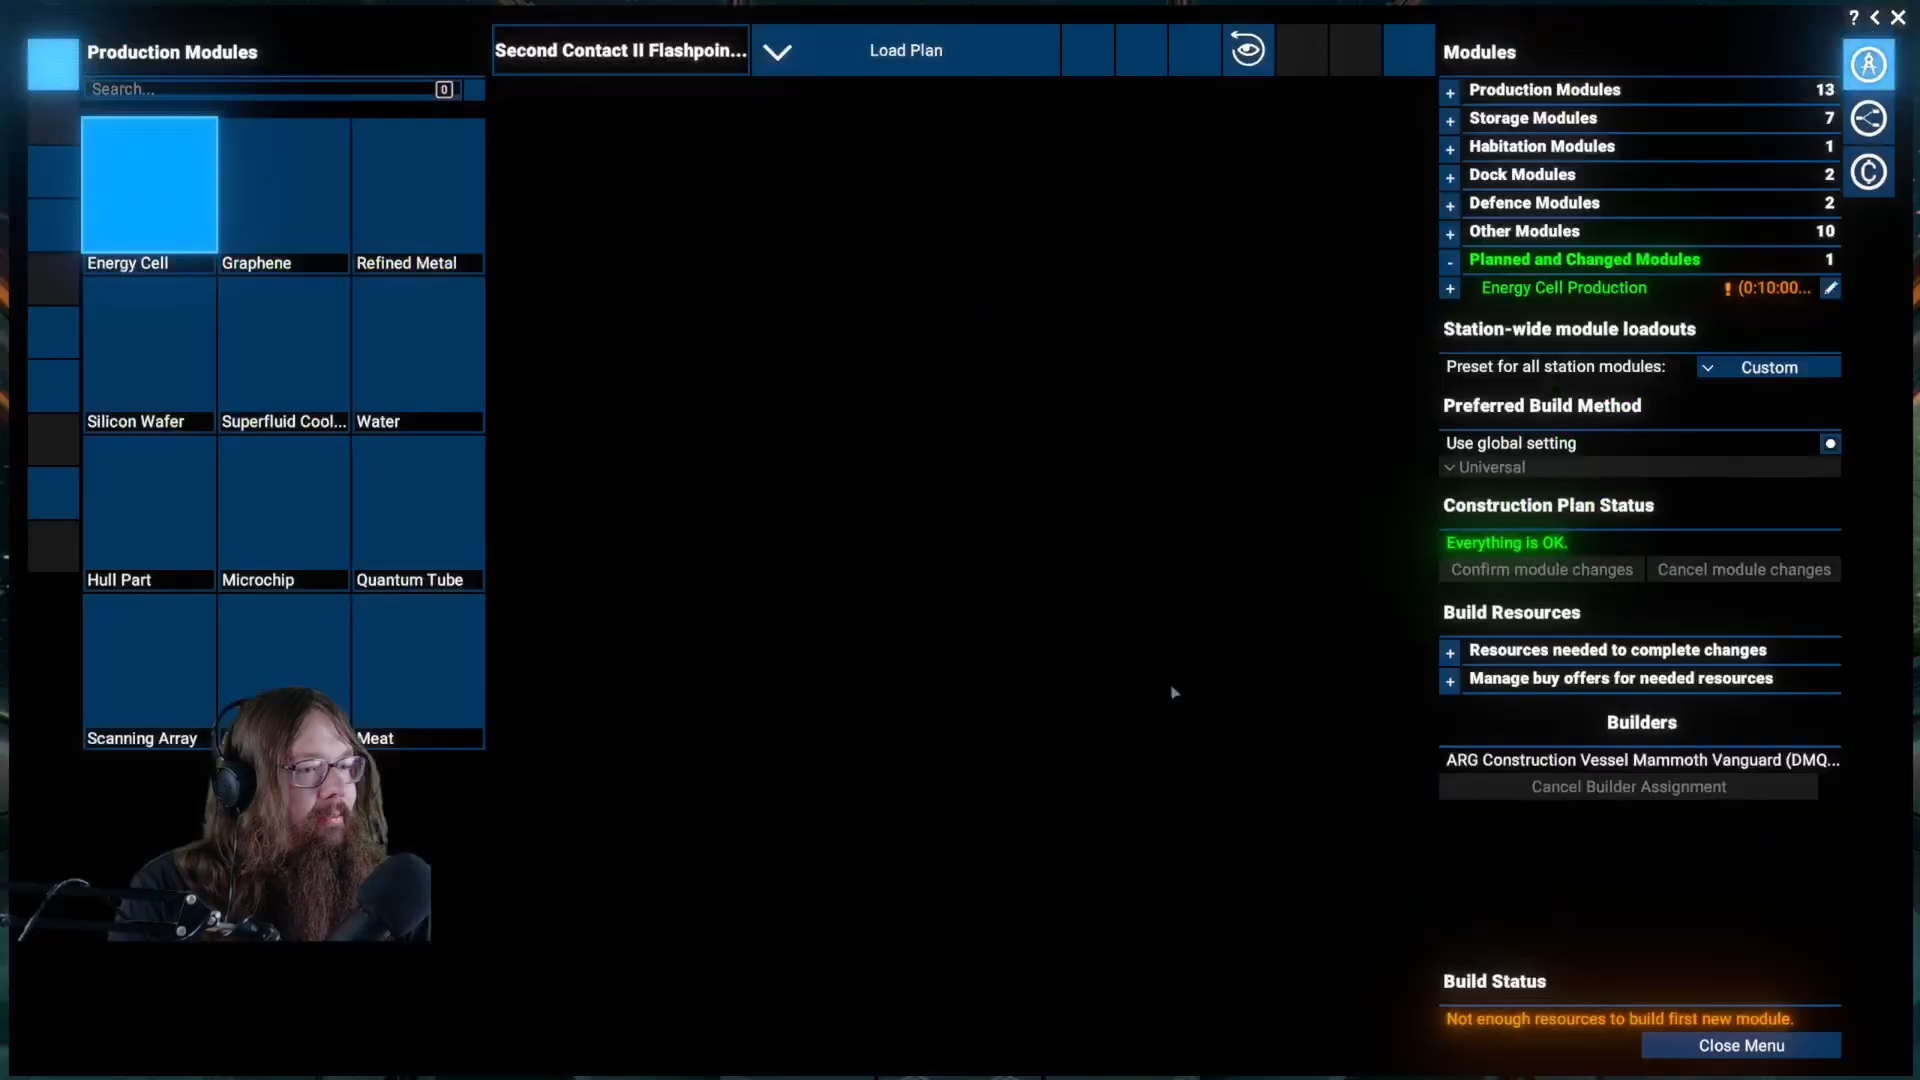 Production Modules
Search...
0
Energy Cell
Graphene
Refined Metal
Silicon Wafer
Superfluid Cool...
Water
Hull Part
Microchip
Quantum Tube
Scanning Array
Meat
Second Contact II Flashpoin...
Load Plan
? < X
Modules
+ Production Modules 13
+ Storage Modules 7
+ Habitation Modules 1
+ Dock Modules 2
+ Defence Modules 2
+ Other Modules 10
- Planned and Changed Modules 1
+ Energy Cell Production ! (0:10:00...
Station-wide module loadouts
Preset for all station modules: Custom
Preferred Build Method
Use global setting
Universal
Construction Plan Status
Everything is OK.
Confirm module changes Cancel module changes
Build Resources
+ Resources needed to complete changes
+ Manage buy offers for needed resources
Builders
ARG Construction Vessel Mammoth Vanguard (DMQ...
Cancel Builder Assignment
Build Status
Not enough resources to build first new module.
Close Menu